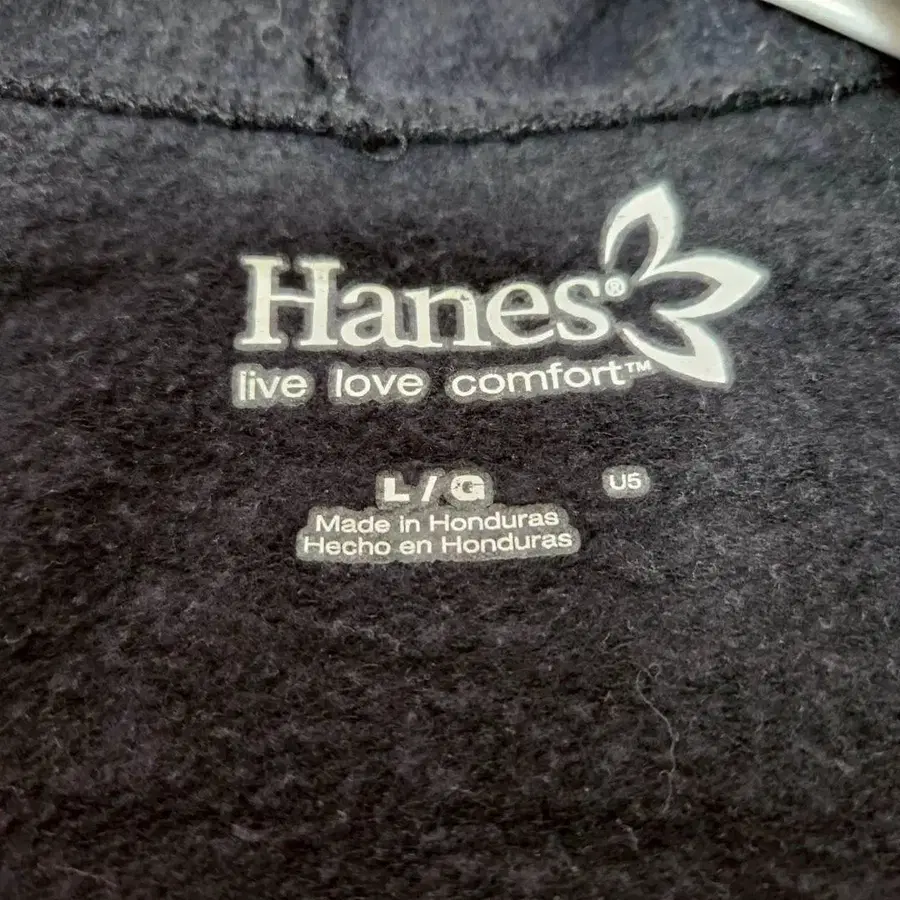 Hanes®
live love comfort™
L / G U5
Made in Honduras
Hecho en Honduras